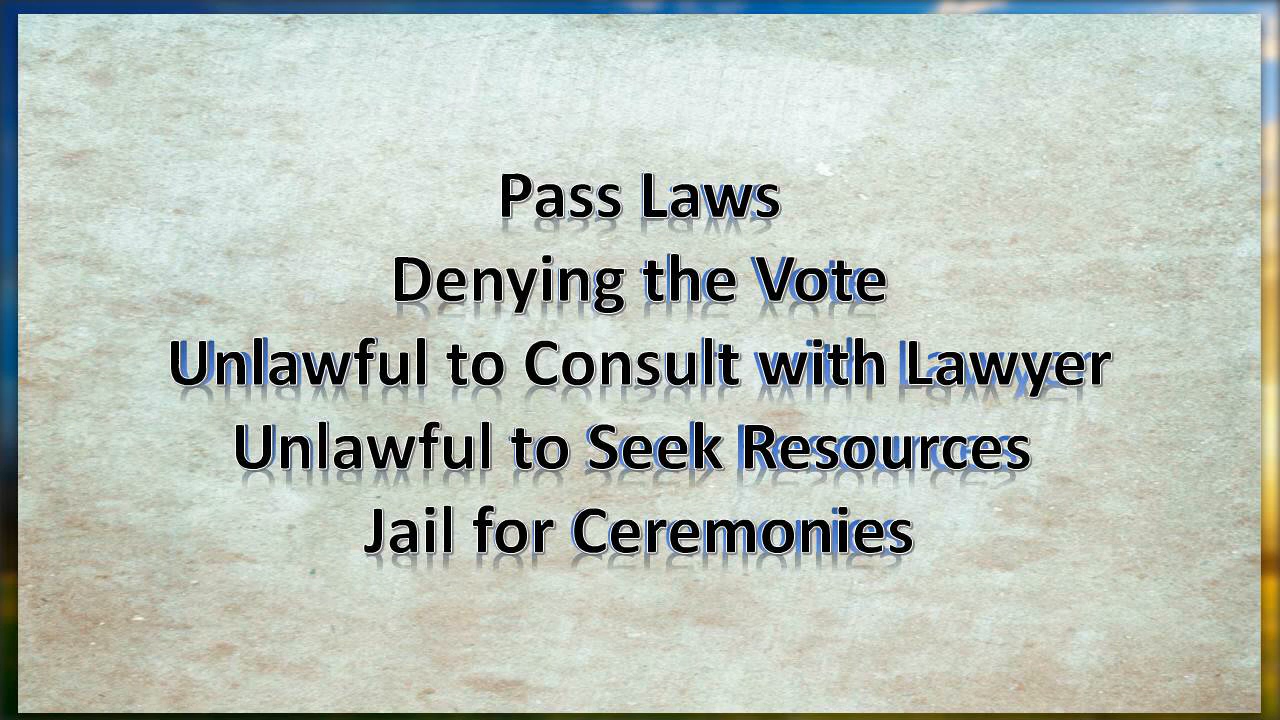 Pass Laws
Denying the Vote
Unlawful to Consult with Lawyer
Unlawful to Seek Resources
Jail for Ceremonies